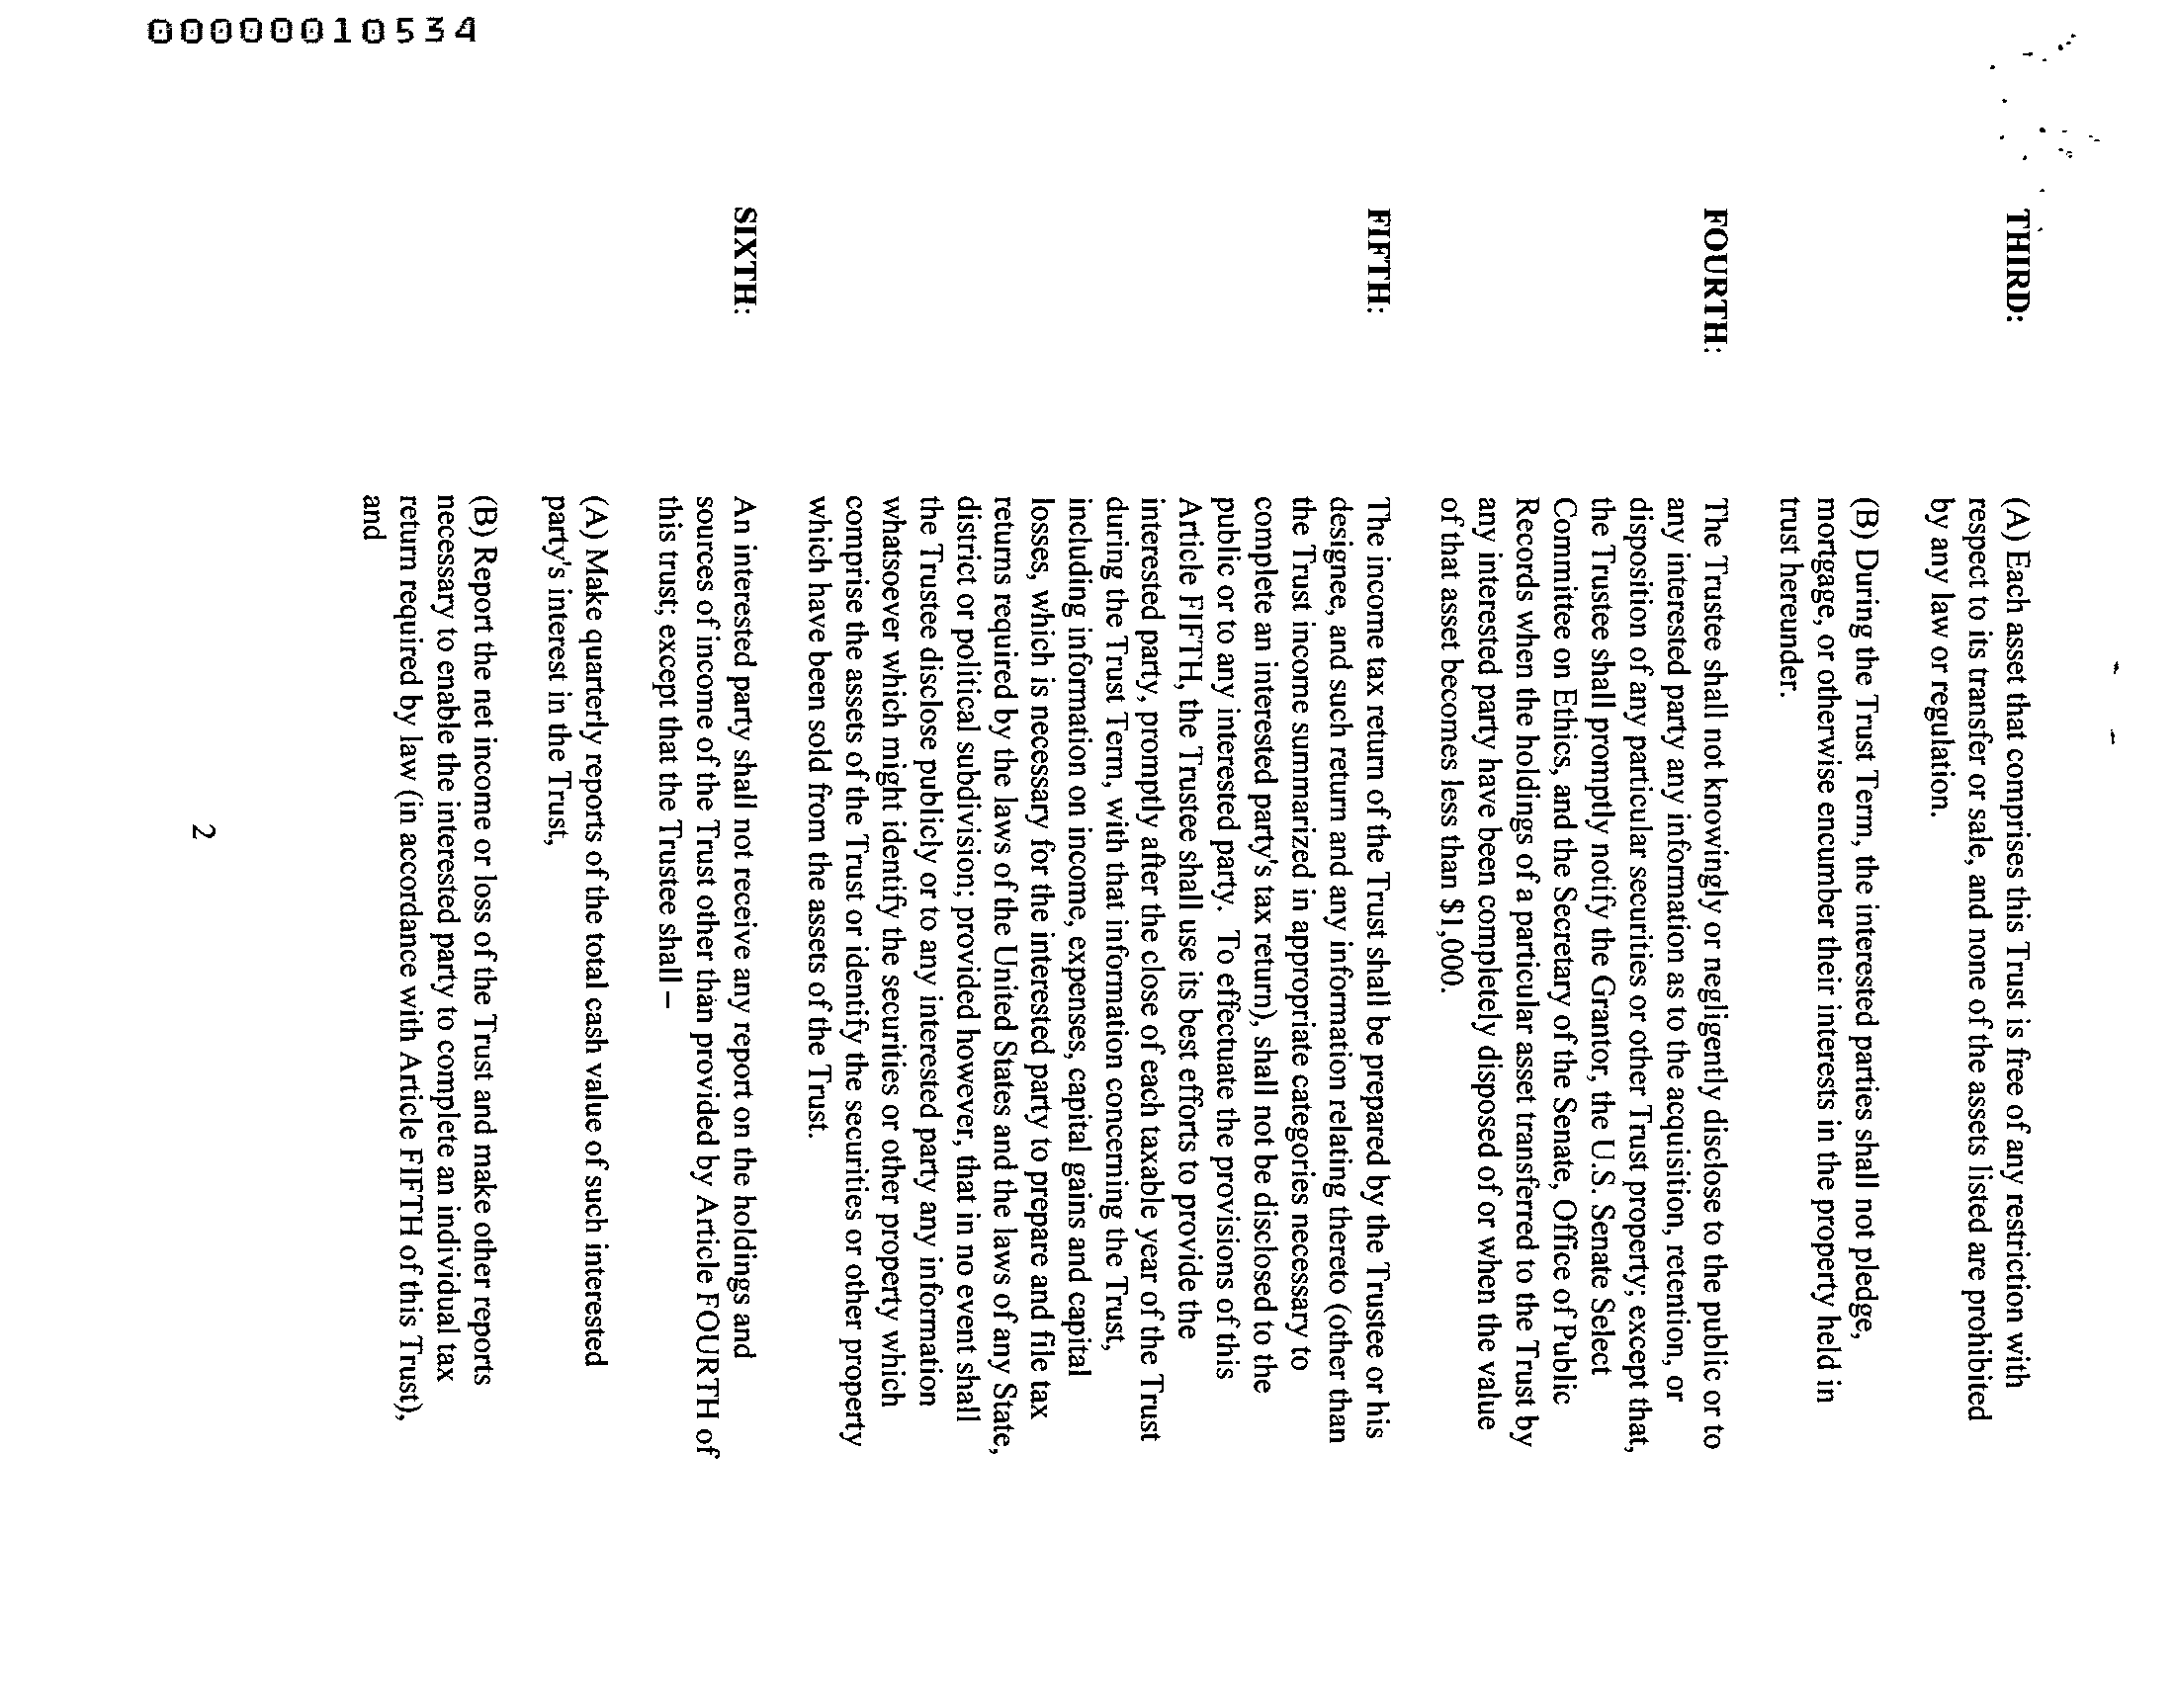 00000010534
THIRD:
(A) Each asset that comprises this Trust is free of any restriction with
respect to its transfer or sale, and none of the assets listed are prohibited
by any law or regulation.
(B) During the Trust Term, the interested parties shall not pledge,
mortgage, or otherwise encumber their interests in the property held in
trust hereunder.
FOURTH:
The Trustee shall not knowingly or negligently disclose to the public or to
any interested party any information as to the acquisition, retention, or
disposition of any particular securities or other Trust property; except that,
the Trustee shall promptly notify the Grantor, the U.S. Senate Select
Committee on Ethics, and the Secretary of the Senate, Office of Public
Records when the holdings of a particular asset transferred to the Trust by
any interested party have been completely disposed of or when the value
of that asset becomes less than $1,000.
FIFTH:
The income tax return of the Trust shall be prepared by the Trustee or his
designee, and such return and any information relating thereto (other than
the Trust income summarized in appropriate categories necessary to
complete an interested party's tax return), shall not be disclosed to the
public or to any interested party. To effectuate the provisions of this
Article FIFTH, the Trustee shall use its best efforts to provide the
interested party, promptly after the close of each taxable year of the Trust
during the Trust Term, with that information concerning the Trust,
including information on income, expenses, capital gains and capital
losses, which is necessary for the interested party to prepare and file tax
returns required by the laws of the United States and the laws of any State,
district or political subdivision; provided however, that in no event shall
the Trustee disclose publicly or to any interested party any information
whatsoever which might identify the securities or other property which
comprise the assets of the Trust or identify the securities or other property
which have been sold from the assets of the Trust.
SIXTH:
An interested party shall not receive any report on the holdings and
sources of income of the Trust other than provided by Article FOURTH of
this trust; except that the Trustee shall –
(A) Make quarterly reports of the total cash value of such interested
party's interest in the Trust,
(B) Report the net income or loss of the Trust and make other reports
necessary to enable the interested party to complete an individual tax
return required by law (in accordance with Article FIFTH of this Trust),
and
2